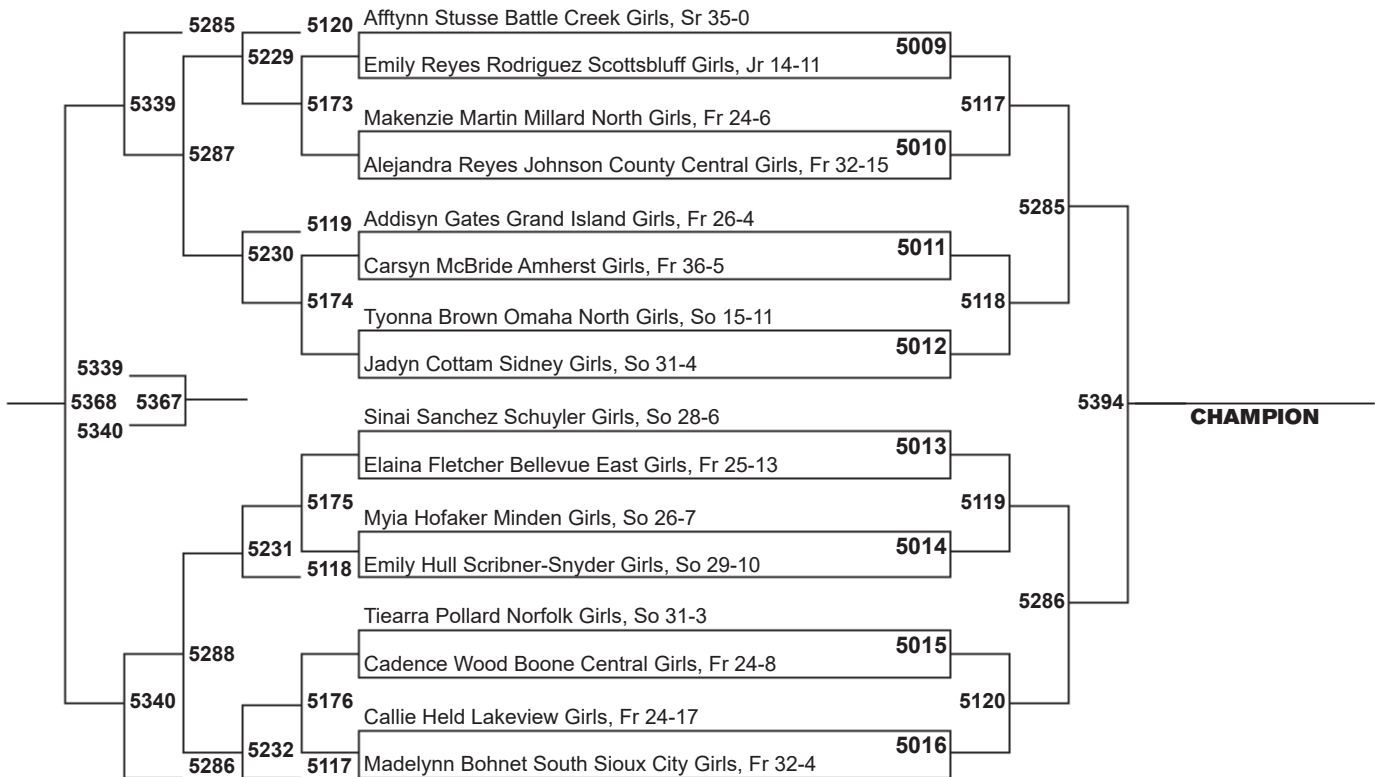 5285 5120 Afftynn Stusse Battle Creek Girls, Sr 35-0
5009
5229
Emily Reyes Rodriguez Scottsbluff Girls, Jr 14-11
5339 5173 5117
Makenzie Martin Millard North Girls, Fr 24-6
5010
5287
Alejandra Reyes Johnson County Central Girls, Fr 32-15
5285
5119 Addisyn Gates Grand Island Girls, Fr 26-4
5011
5230
Carsyn McBride Amherst Girls, Fr 36-5
5174 5118
Tyonna Brown Omaha North Girls, So 15-11
5012
Jadyn Cottam Sidney Girls, So 31-4
5339
5368 5367 5394
CHAMPION
5340
Sinai Sanchez Schuyler Girls, So 28-6
5013
Elaina Fletcher Bellevue East Girls, Fr 25-13
5175 5119
Myia Hofaker Minden Girls, So 26-7
5014
5231
5118 Emily Hull Scribner-Snyder Girls, So 29-10
5286
Tiearra Pollard Norfolk Girls, So 31-3
5015
5288
Cadence Wood Boone Central Girls, Fr 24-8
5340 5176 5120
Callie Held Lakeview Girls, Fr 24-17
5016
5232
5286 5117 Madelynn Bohnet South Sioux City Girls, Fr 32-4